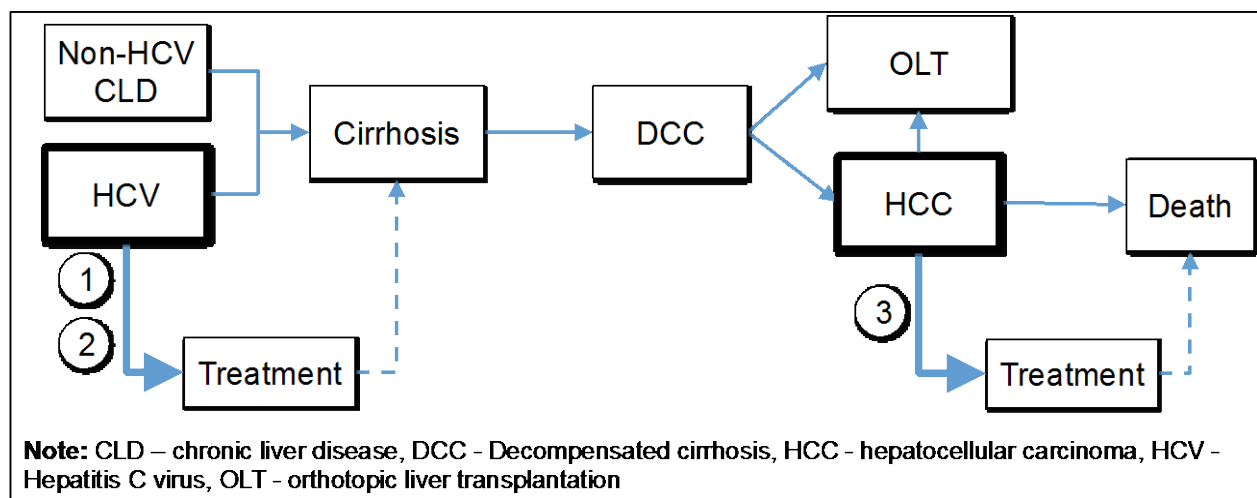 Non-HCV
CLD
OLT
Cirrhosis
DCC
HCV
HCC
Death
1
2
3
Treatment
Treatment
Note: CLD – chronic liver disease, DCC - Decompensated cirrhosis, HCC - hepatocellular carcinoma, HCV -
Hepatitis C virus, OLT - orthotopic liver transplantation